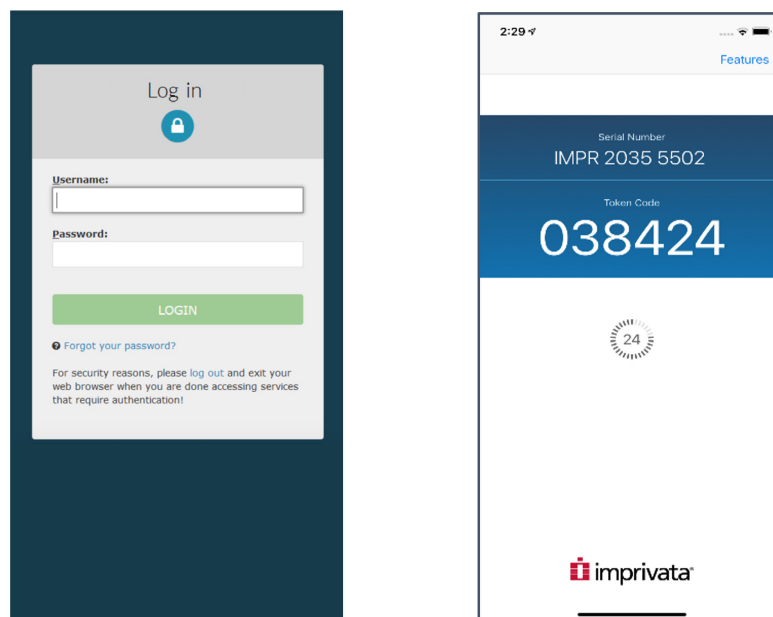 Log in
Username:
Password:
LOGIN
Forgot your password?
For security reasons, please log out and exit your
web browser when you are done accessing services
that require authentication!
2:29
Features
Serial Number
IMPR 2035 5502
Token Code
038424
24
imprivata